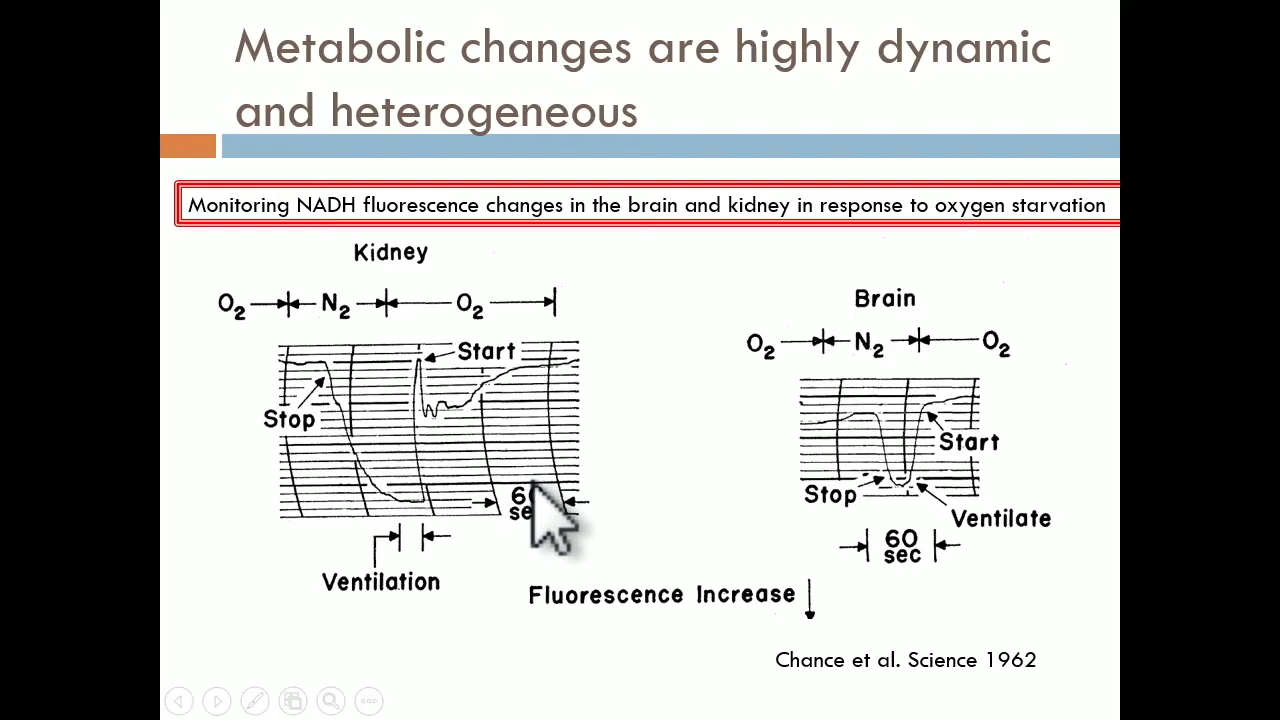 Metabolic changes are highly dynamic
and heterogeneous
Monitoring NADH fluorescence changes in the brain and kidney in response to oxygen starvation
Kidney
O2 N2 O2
Start
Stop
Ventilation
Brain
O2 N2 O2
Start
Stop
Ventilate
60
sec
Fluorescence Increase
Chance et al. Science 1962